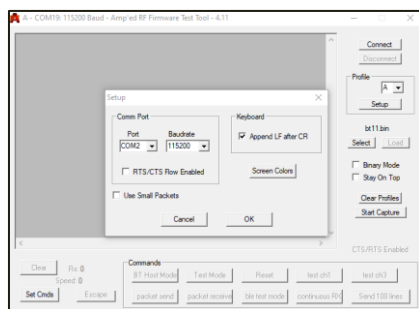 A - COM19: 115200 Baud - Amp'ed RF Firmware Test Tool - 4.11
Connect
Disconnect
Profile
A
Setup
bt11.bin
Select
Load
Binary Mode
Stay On Top
Clear Profiles
Start Capture
CTS/RTS Enabled
Setup
Comm Port
Port
Baudrate
COM2
115200
RTS/CTS Flow Enabled
Use Small Packets
Keyboard
Append LF after CR
Screen Colors
Cancel
OK
Clear
Rx: 0
Speed: 0
Set Cmds
Escape
Commands
BT Host Mode
Test Mode
Reset
test ch1
test ch3
packet send
packet receive
ble test mode
continuous RX
Send 100 lines